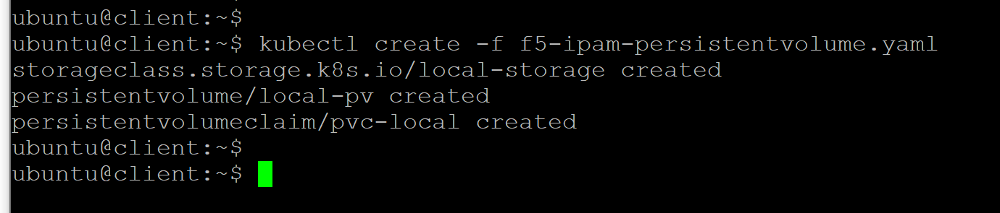 ubuntu@client:~$
ubuntu@client:~$ kubectl create -f f5-ipam-persistentvolume.yaml
storageclass.storage.k8s.io/local-storage created
persistentvolume/local-pv created
persistentvolumeclaim/pvc-local created
ubuntu@client:~$
ubuntu@client:~$